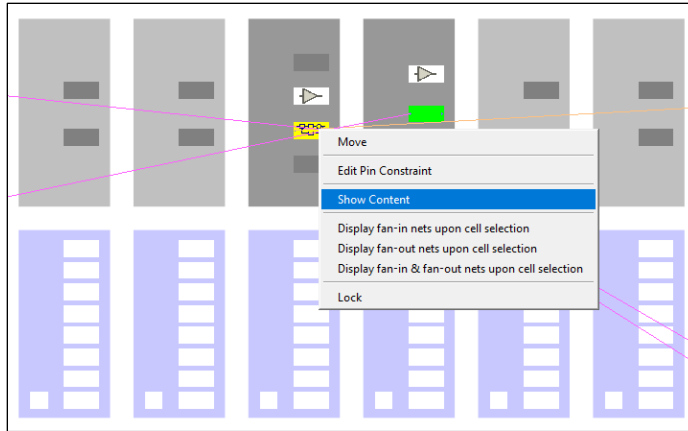 Move
Edit Pin Constraint
Show Content
Display fan-in nets upon cell selection
Display fan-out nets upon cell selection
Display fan-in & fan-out nets upon cell selection
Lock